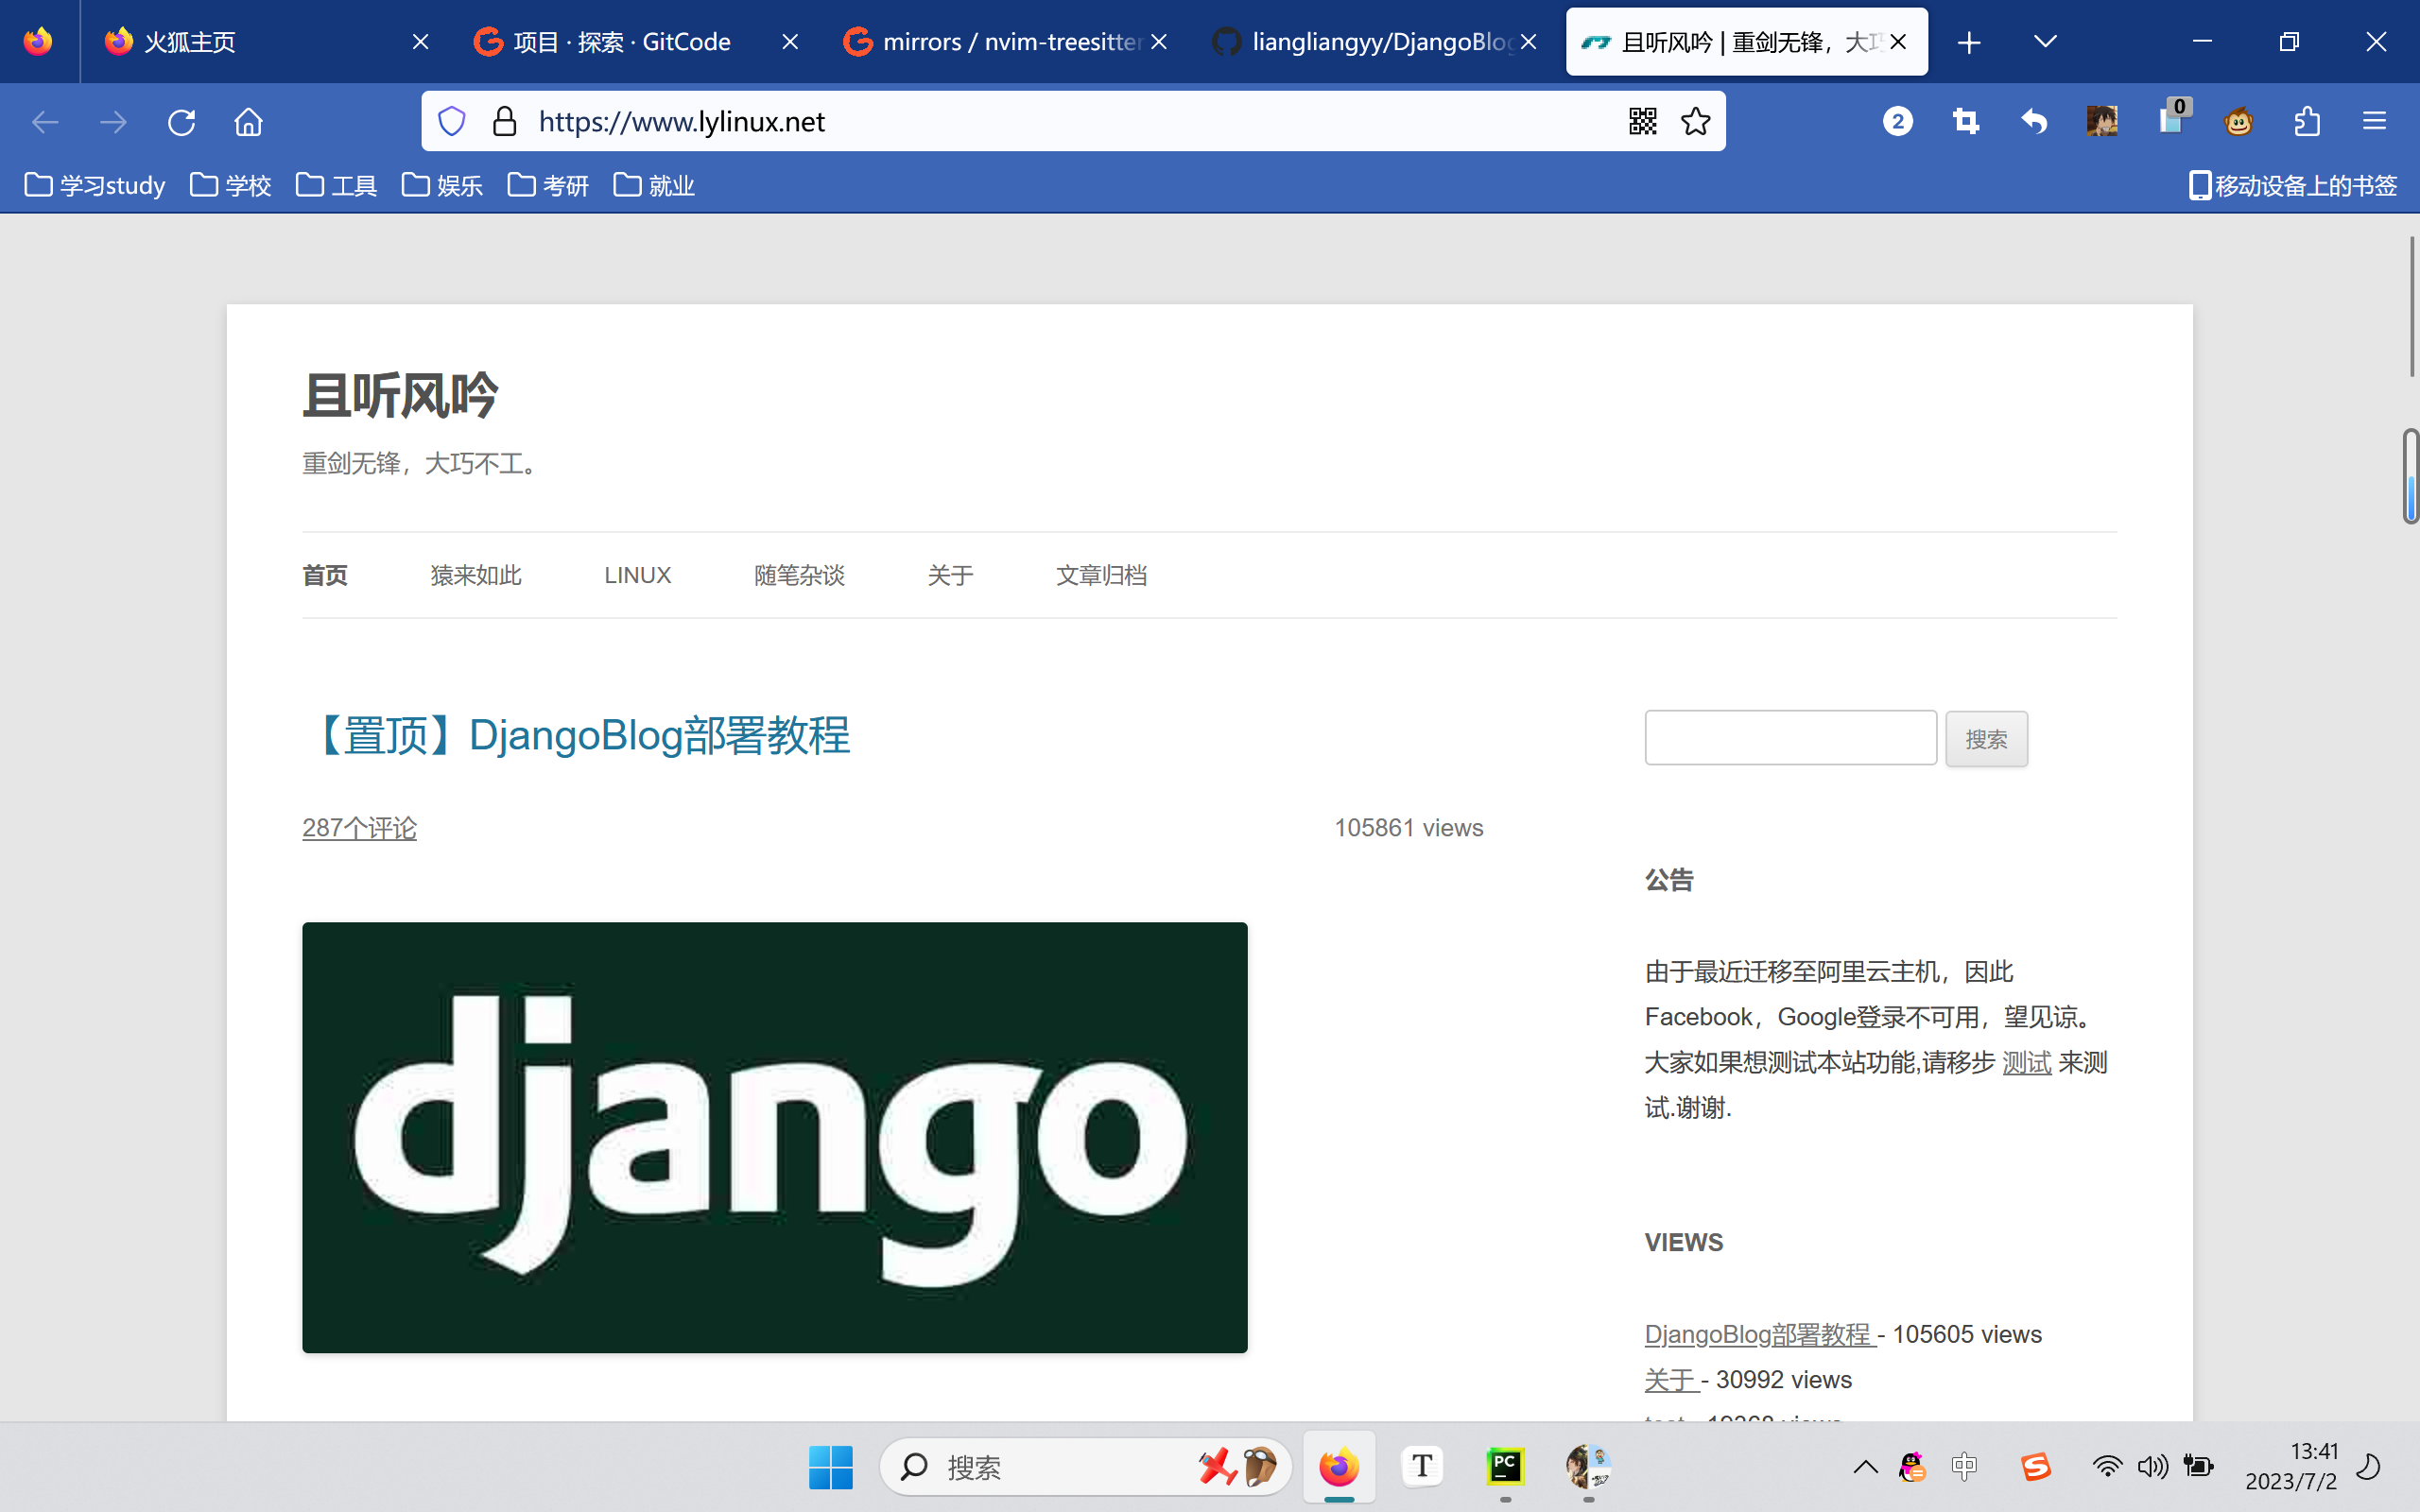 火狐主页
项目 · 探索 · GitCode
mirrors / nvim-treesitter
liangliangyy/DjangoBlog
且听风吟 | 重剑无锋，大巧
https://www.lylinux.net
2
0
学习study
学校
工具
娱乐
考研
就业
移动设备上的书签
且听风吟
重剑无锋，大巧不工。
首页
猿来如此
LINUX
随笔杂谈
关于
文章归档
【置顶】DjangoBlog部署教程
搜索
287个评论
105861 views
公告
django
由于最近迁移至阿里云主机，因此
Facebook，Google登录不可用，望见谅。
大家如果想测试本站功能,请移步 测试 来测
试.谢谢.
VIEWS
DjangoBlog部署教程 - 105605 views
关于 - 30992 views
test - 19368 views
搜索
T
PC
中
S
13:41
2023/7/2